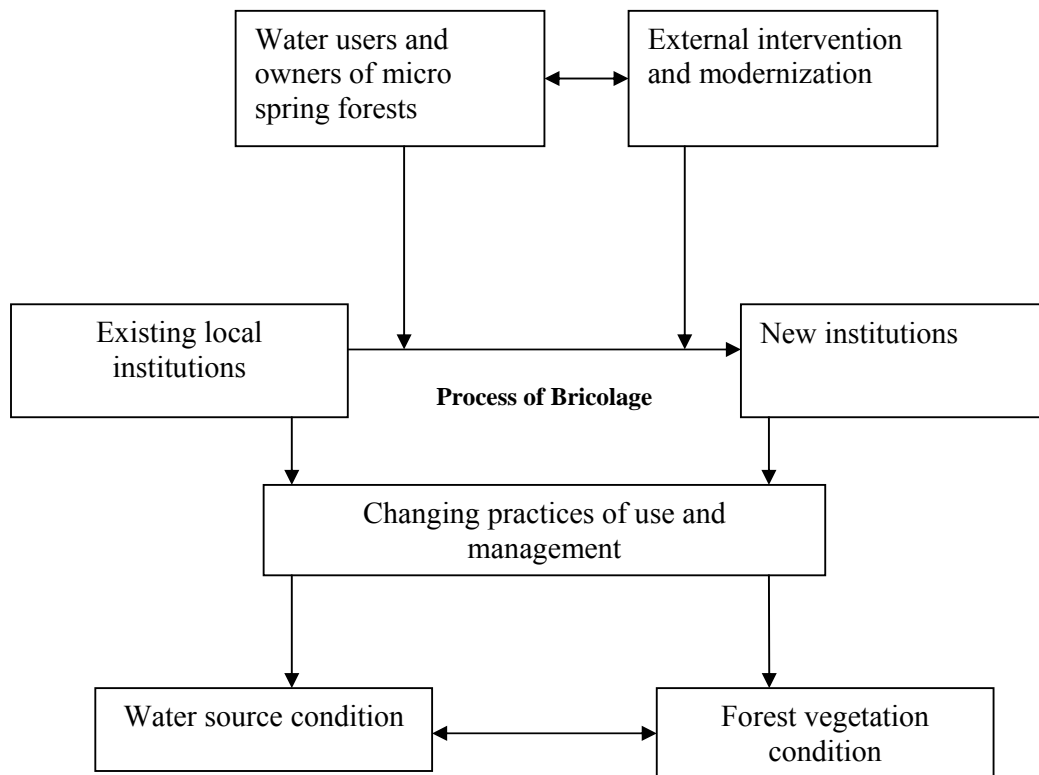 Water users and
owners of micro
spring forests
External intervention
and modernization
Existing local
institutions
New institutions
Process of Bricolage
Changing practices of use and
management
Water source condition
Forest vegetation
condition